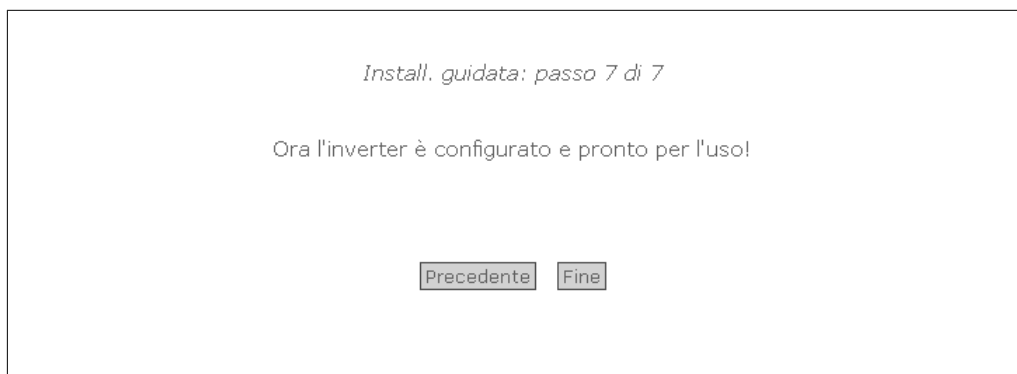 Install. guidata: passo 7 di 7
Ora l'inverter è configurato e pronto per l'uso!
Precedente Fine